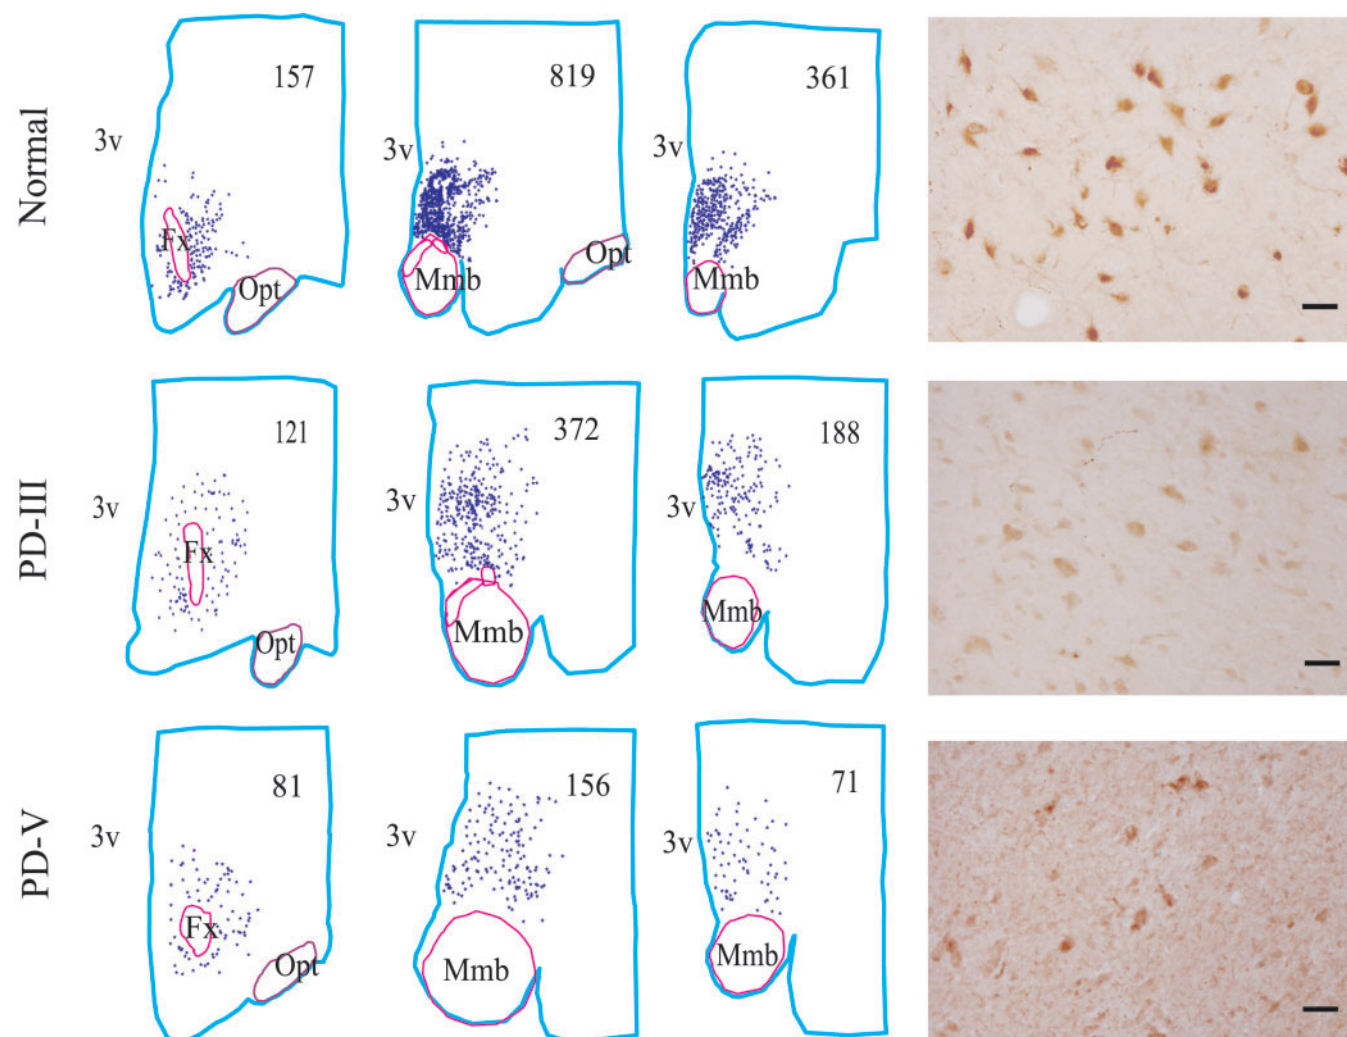 Normal
3v
157
Fx
Opt
3v
819
Mmb
Opt
3v
361
Mmb
PD-III
3v
121
Fx
Opt
3v
372
Mmb
3v
188
Mmb
PD-V
3v
81
Fx
Opt
3v
156
Mmb
3v
71
Mmb